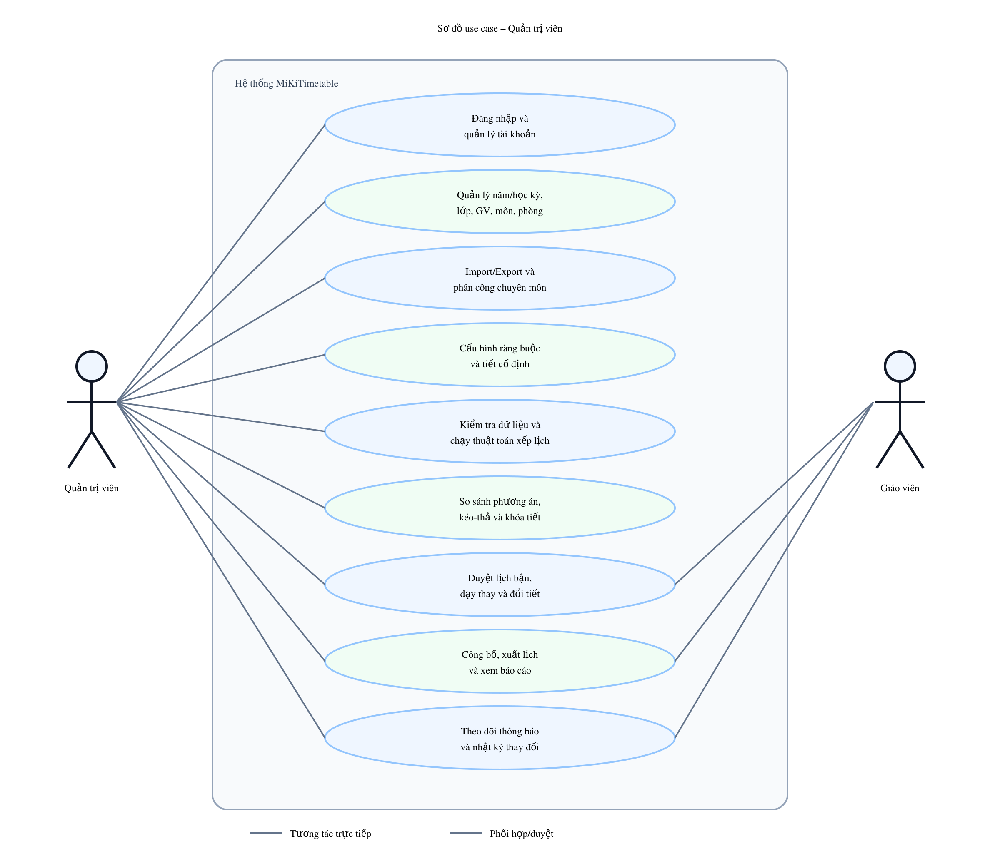 Sơ đồ use case – Quản trị viên
Hệ thống MiKiTimetable
Đăng nhập và
quản lý tài khoản
Quản lý năm/học kỳ,
lớp, GV, môn, phòng
Import/Export và
phân công chuyên môn
Cấu hình ràng buộc
và tiết cố định
Kiểm tra dữ liệu và
chạy thuật toán xếp lịch
So sánh phương án,
kéo-thả và khóa tiết
Duyệt lịch bận,
dạy thay và đổi tiết
Công bố, xuất lịch
và xem báo cáo
Theo dõi thông báo
và nhật ký thay đổi
Quản trị viên
Giáo viên
Tương tác trực tiếp
Phối hợp/duyệt